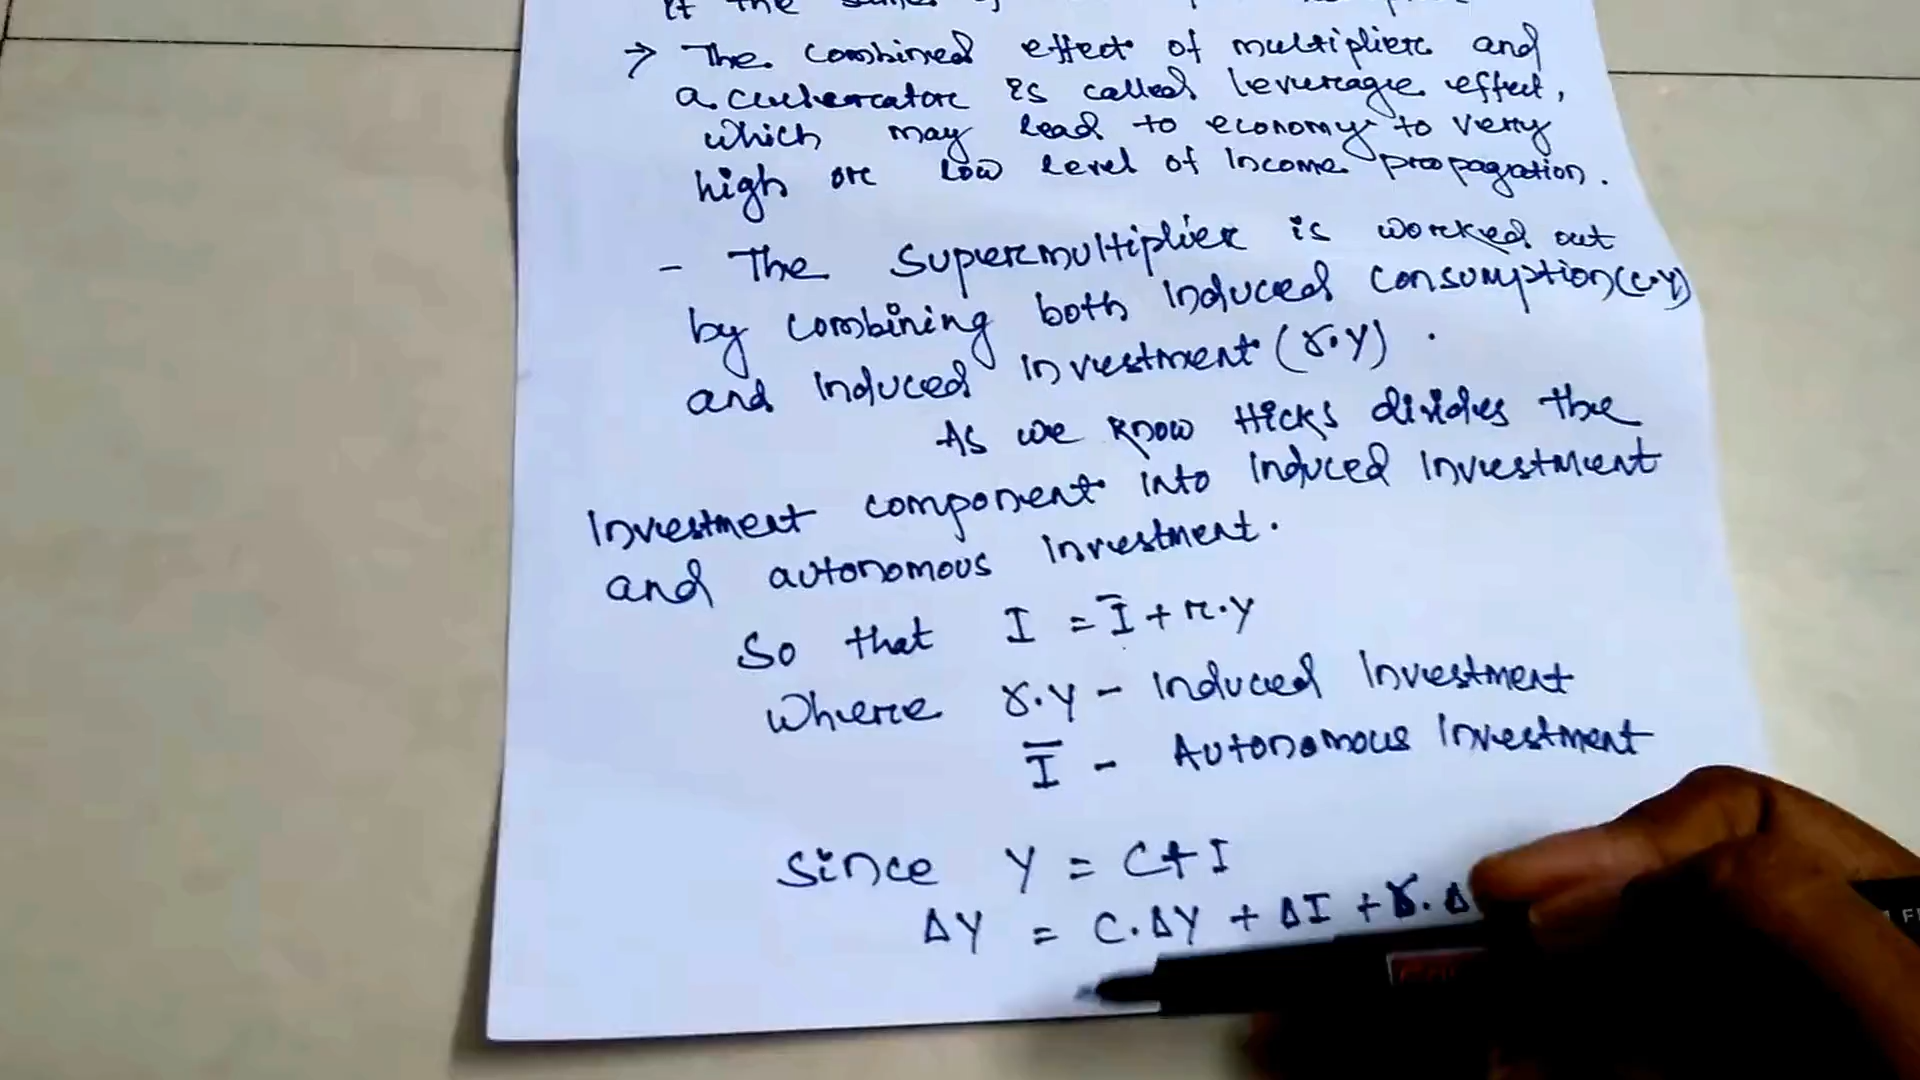 If the
→ The combined effect of multiplier and
accelerator is called leverage effect,
which may lead to economy to very
high or low level of income propagation.
- The supermultiplier is worked out
by combining both induced consumption (c.Y)
and induced investment (r.Y).
As we know Hicks divides the
investment component into induced investment
and autonomous investment.
So that I = Ī + r.y
where r.y - Induced Investment
Ī - Autonomous Investment
Since Y = C+I
ΔY = C.ΔY + ΔI + r.Δ